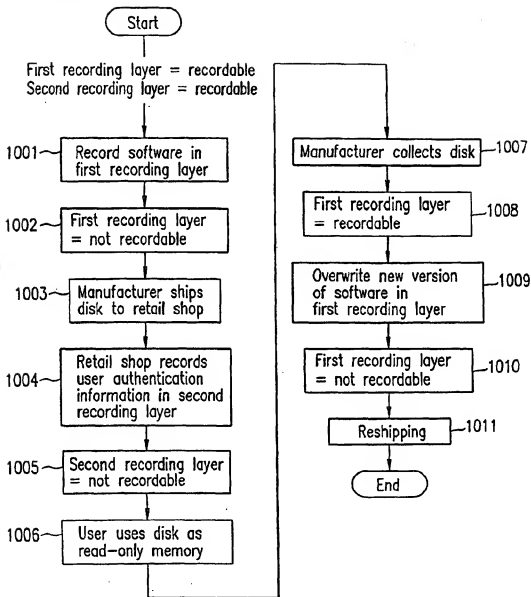 Start
First recording layer = recordable
Second recording layer = recordable
1001
Record software in
first recording layer
1002
First recording layer
= not recordable
1003
Manufacturer ships
disk to retail shop
1004
Retail shop records
user authentication
information in second
recording layer
1005
Second recording layer
= not recordable
1006
User uses disk as
read-only memory
Manufacturer collects disk
1007
First recording layer
= recordable
1008
Overwrite new version
of software in
first recording layer
1009
First recording layer
= not recordable
1010
Reshipping
1011
End